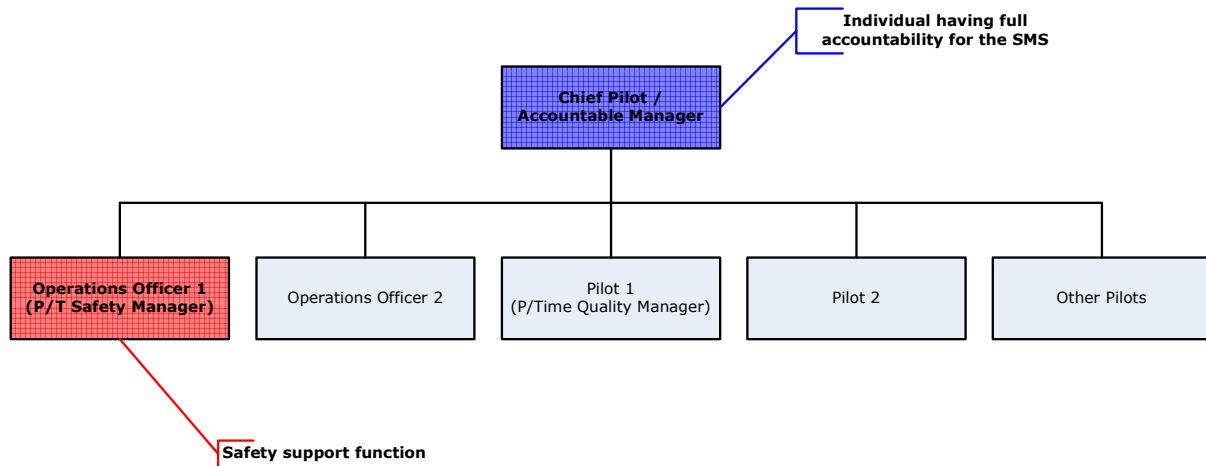 Individual having full
accountability for the SMS
Chief Pilot /
Accountable Manager
Operations Officer 1
(P/T Safety Manager)
Operations Officer 2
Pilot 1
(P/Time Quality Manager)
Pilot 2
Other Pilots
Safety support function